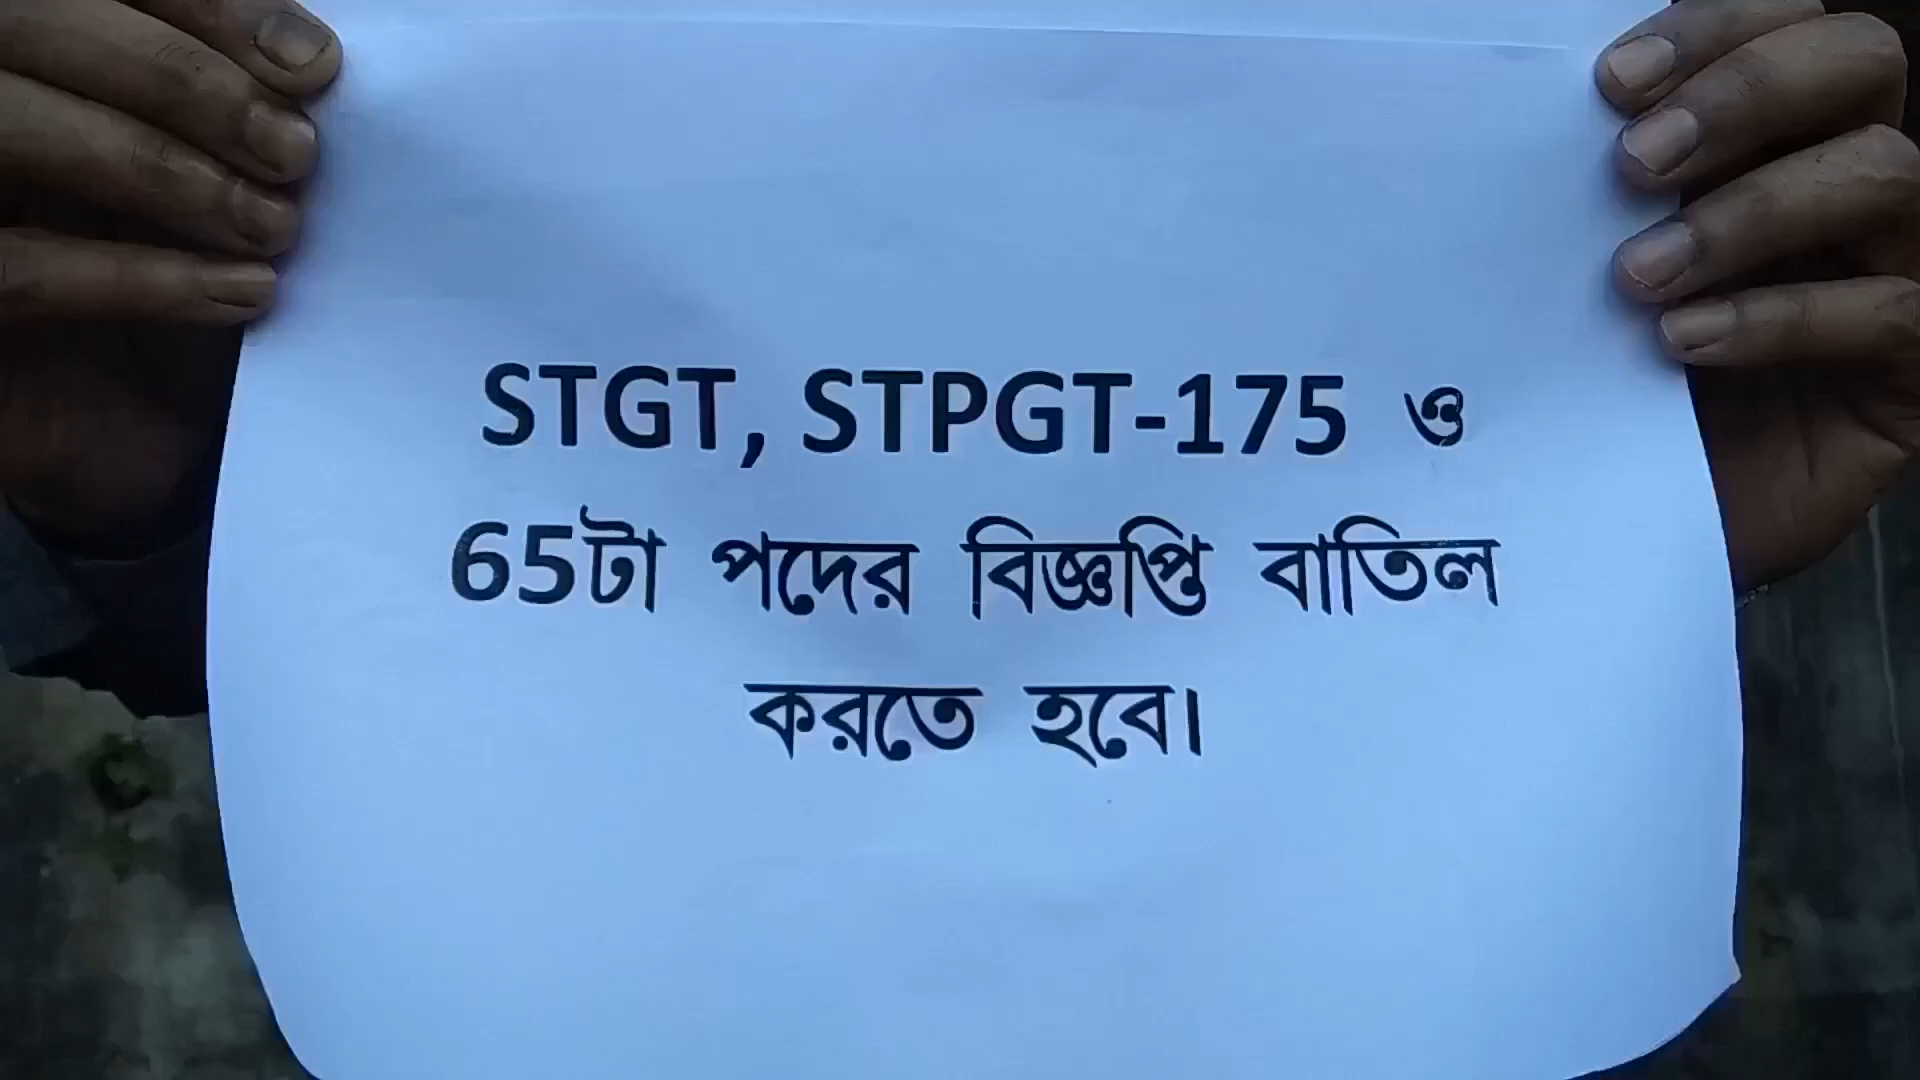 STGT, STPGT-175 ও
65টা পদের বিজ্ঞপ্তি বাতিল
করতে হবে।